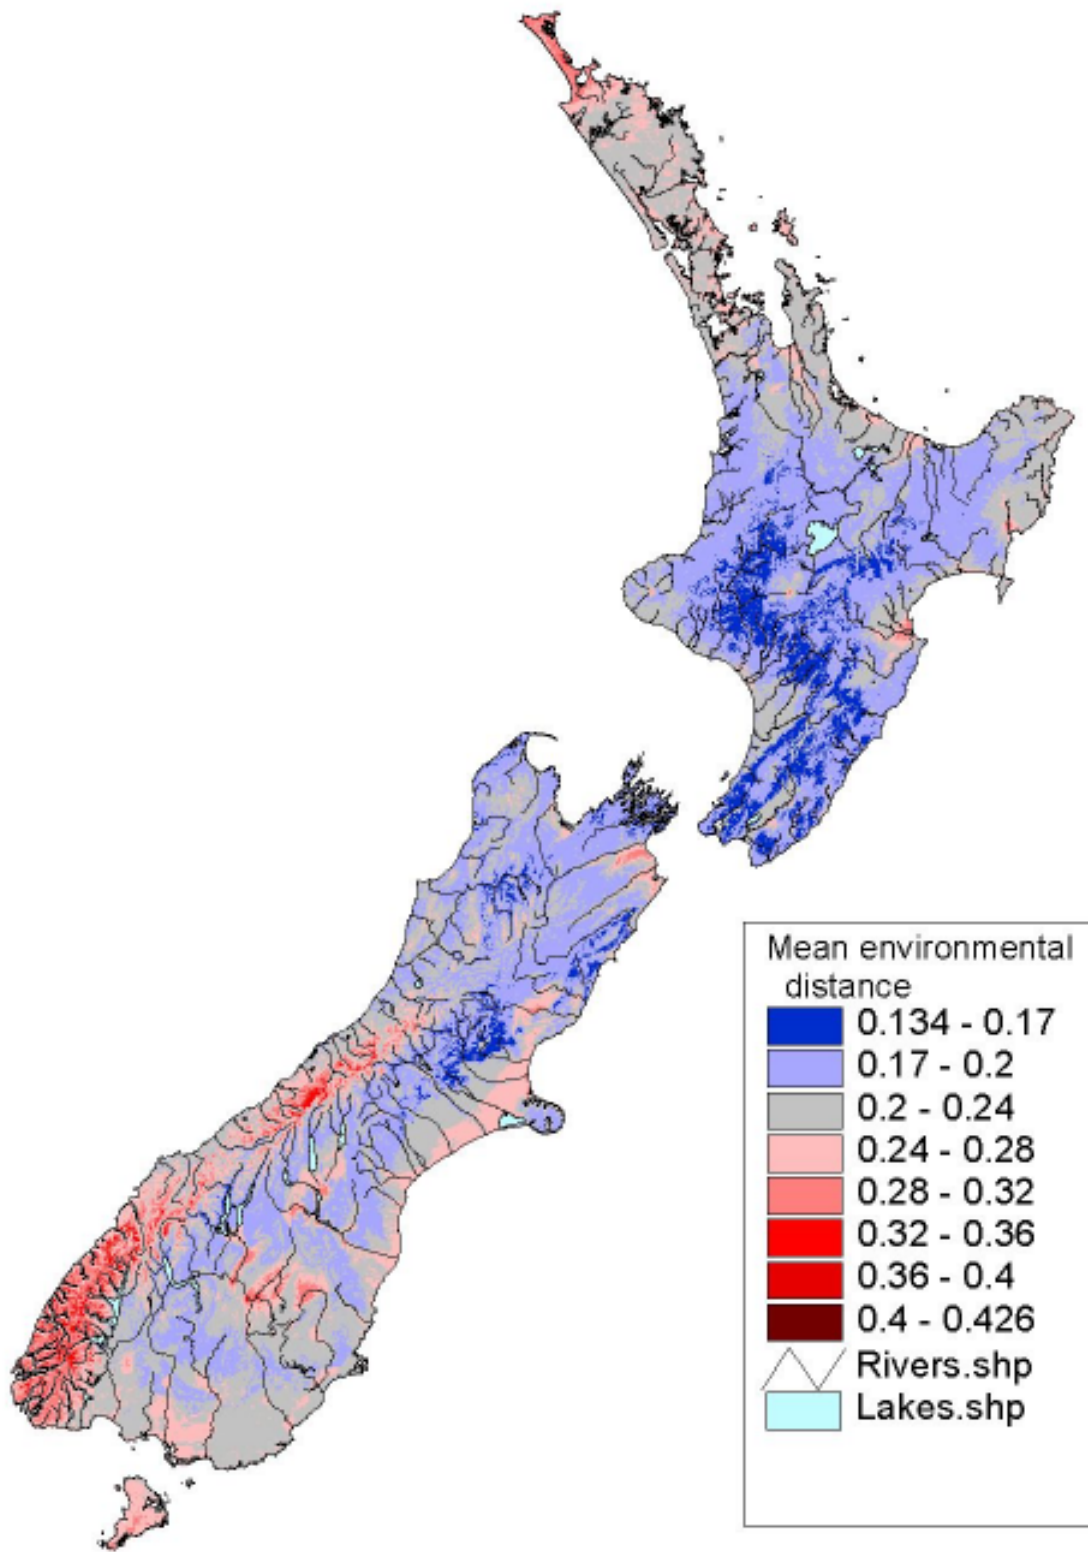 Mean environmental
distance
0.134 - 0.17
0.17 - 0.2
0.2 - 0.24
0.24 - 0.28
0.28 - 0.32
0.32 - 0.36
0.36 - 0.4
0.4 - 0.426
Rivers.shp
Lakes.shp